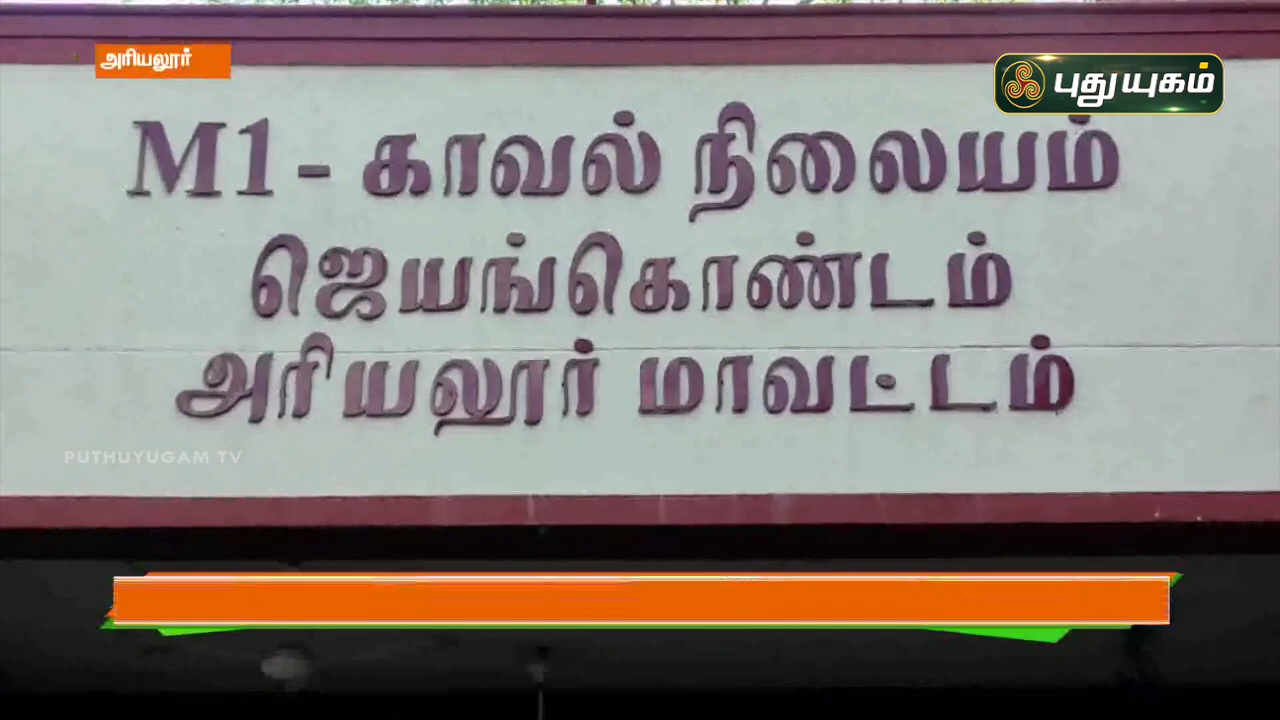 அரியலூர்
புதுயுகம்
M1 - காவல் நிலையம்
ஜெயங்கொண்டம்
அரியலூர் மாவட்டம்
PUTHUYUGAM TV